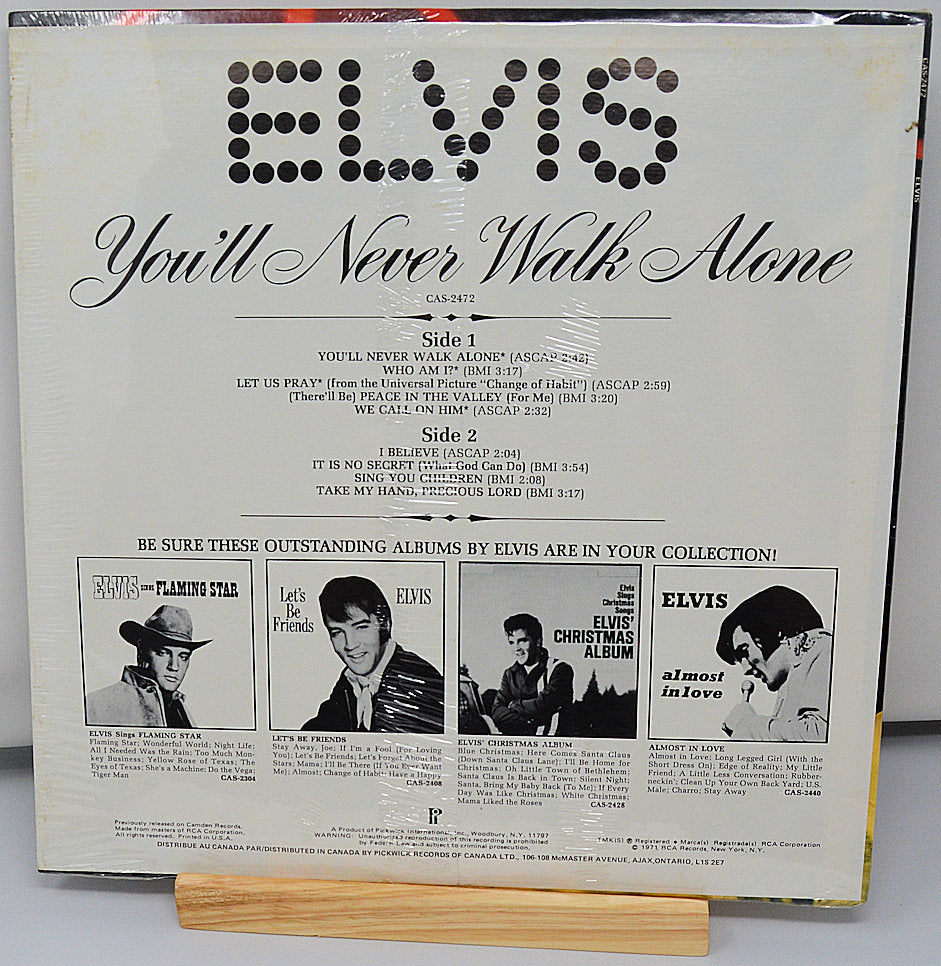 ELVIS
You'll Never Walk Alone
CAS-2472
Side 1
YOU'LL NEVER WALK ALONE* (ASCAP 2:42)
WHO AM I?* (BMI 3:17)
LET US PRAY* (from the Universal Picture "Change of Habit") (ASCAP 2:59)
(There'll Be) PEACE IN THE VALLEY (For Me) (BMI 3:20)
WE CALL ON HIM* (ASCAP 2:32)
Side 2
I BELIEVE (ASCAP 2:04)
IT IS NO SECRET (What God Can Do) (BMI 3:54)
SING YOU CHILDREN (BMI 2:08)
TAKE MY HAND, PRECIOUS LORD (BMI 3:17)
BE SURE THESE OUTSTANDING ALBUMS BY ELVIS ARE IN YOUR COLLECTION!
ELVIS SINGS FLAMING STAR
ELVIS Sings FLAMING STAR
Flaming Star; Wonderful World; Night Life;
All I Needed Was the Rain; Too Much Mon-
key Business; Yellow Rose of Texas; The
Eyes of Texas; She's a Machine; Do the Vega;
Tiger Man CAS-2304
Let's
Be
Friends
ELVIS
LET'S BE FRIENDS
Stay Away, Joe; If I'm a Fool (For Loving
You); Let's Be Friends; Let's Forget About the
Stars; Mama; I'll Be There (If You Ever Want
Me); Almost; Change of Habit; Have a Happy
CAS-2408
Elvis
Sings
Christmas
Songs
ELVIS'
CHRISTMAS
ALBUM
ELVIS' CHRISTMAS ALBUM
Blue Christmas; Here Comes Santa Claus
(Down Santa Claus Lane); I'll Be Home for
Christmas; Oh Little Town of Bethlehem;
Santa Claus Is Back in Town; Silent Night;
Santa, Bring My Baby Back (To Me); If Every
Day Was Like Christmas; White Christmas;
Mama Liked the Roses CAS-2428
ELVIS
almost
in love
ALMOST IN LOVE
Almost in Love; Long Legged Girl (With the
Short Dress On); Edge of Reality; My Little
Friend; A Little Less Conversation; Rubber-
neckin'; Clean Up Your Own Back Yard; U.S.
Male; Charro; Stay Away CAS-2440
Previously released on Camden Records.
Made from masters of RCA Corporation.
All rights reserved. Printed in U.S.A.
A Product of Pickwick International, Inc., Woodbury, N.Y. 11797
WARNING: Unauthorized reproduction of this recording is prohibited
by Federal Law and subject to criminal prosecution.
TMK(S) ® Registered • Marca(s) Registrada(s) RCA Corporation
© 1971 RCA Records, New York, N.Y.
DISTRIBUE AU CANADA PAR/DISTRIBUTED IN CANADA BY PICKWICK RECORDS OF CANADA LTD., 106-108 McMASTER AVENUE, AJAX, ONTARIO, L1S 2E7
CAS-2472
ELVIS